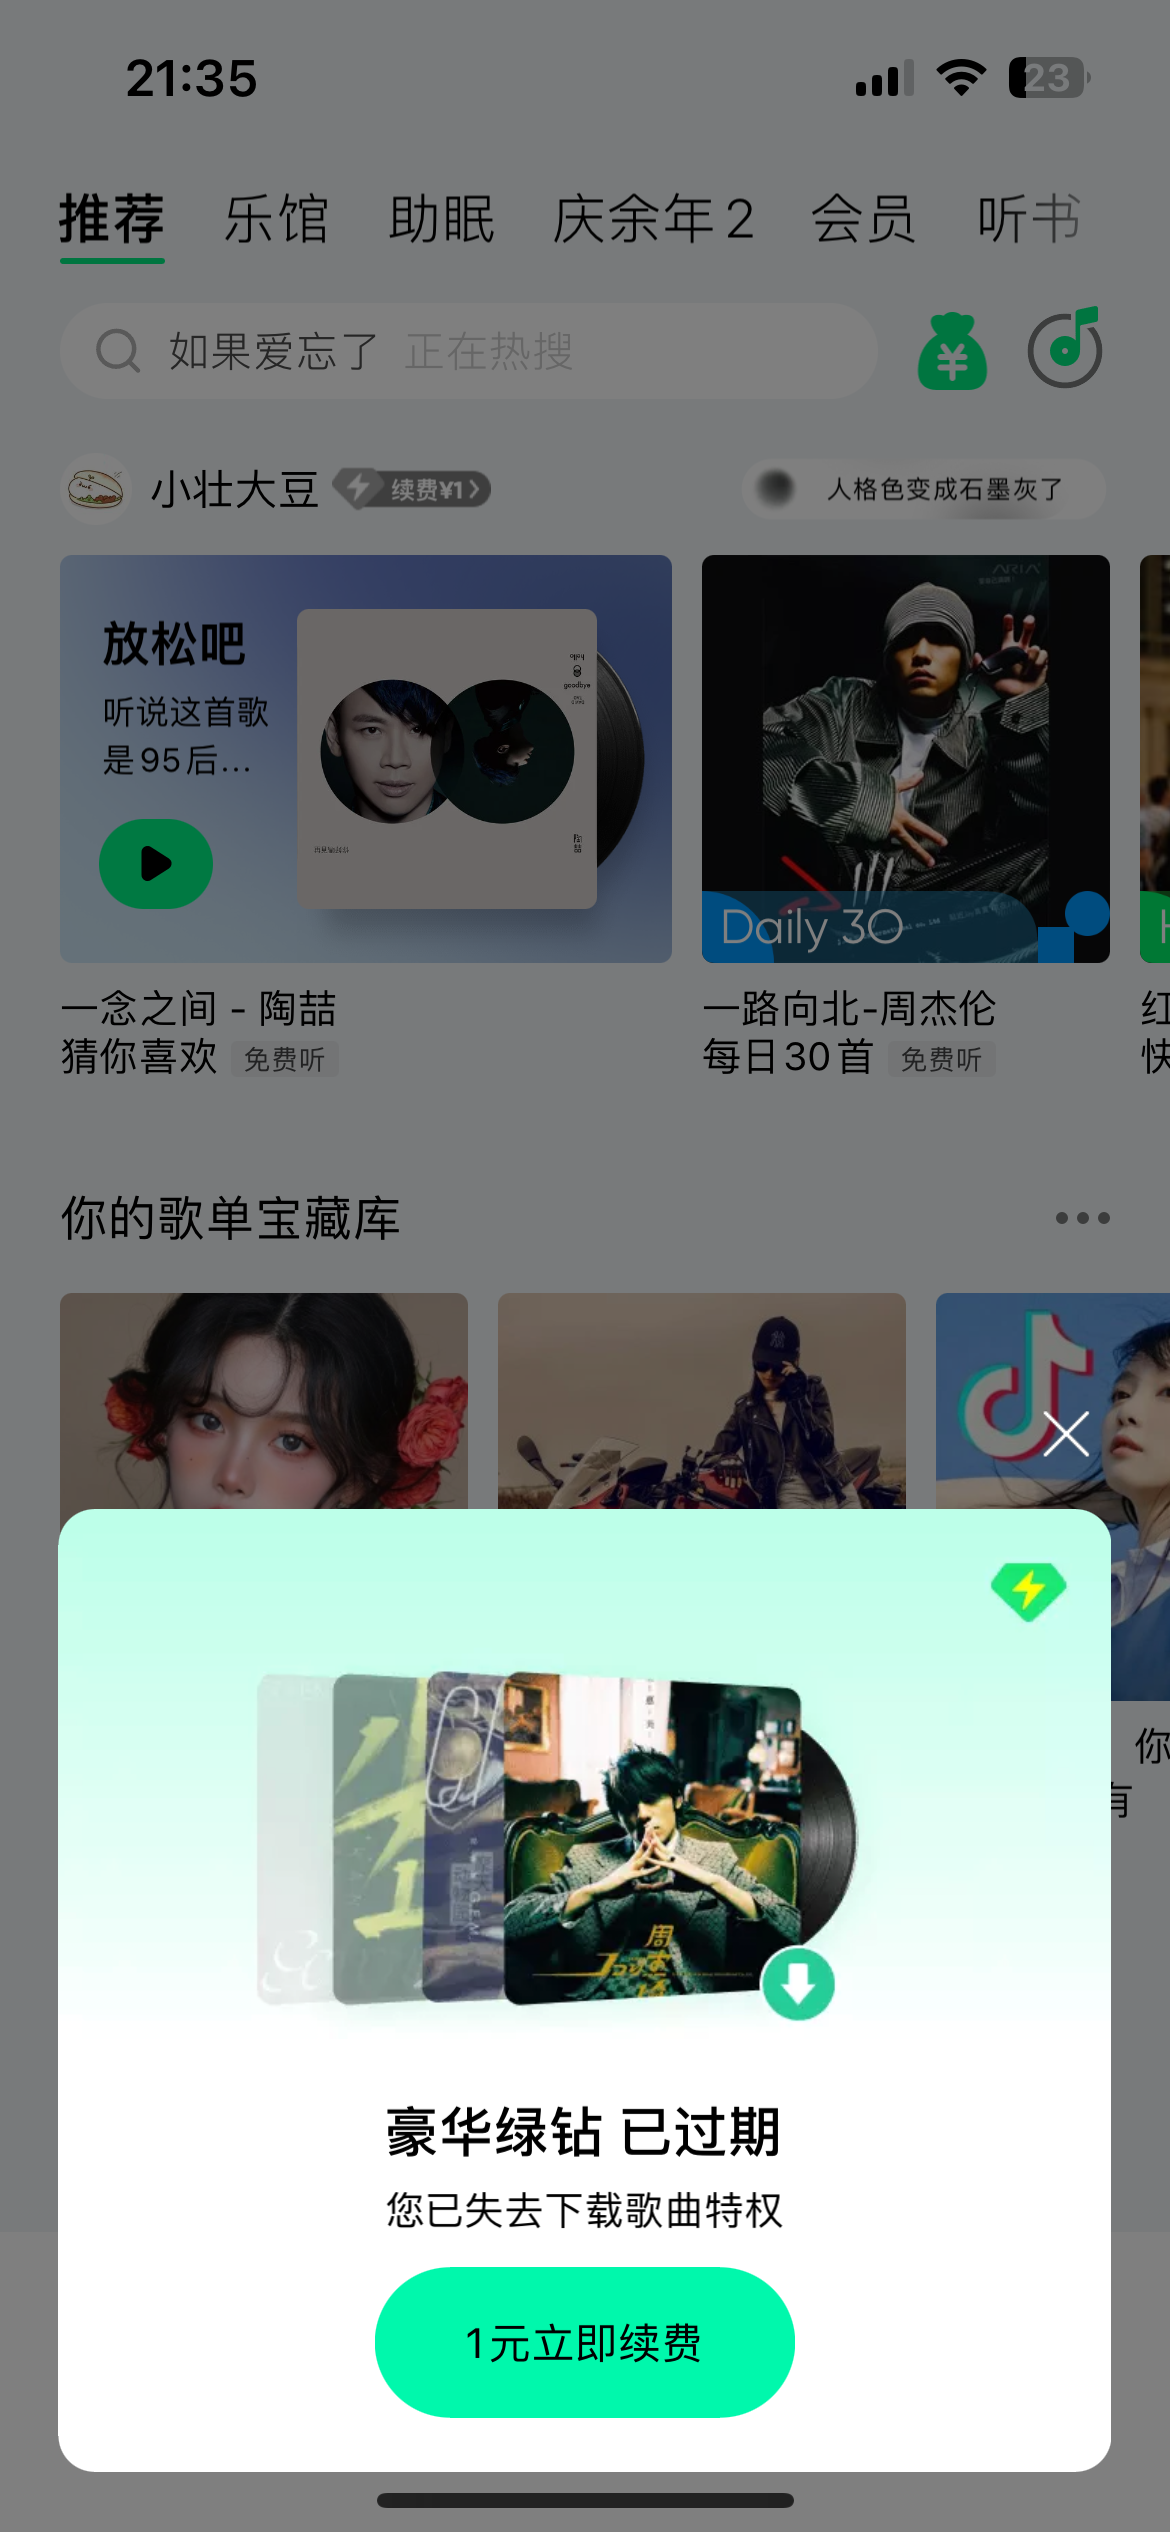 21:35
23
推荐 乐馆 助眠 庆余年2 会员 听书
如果爱忘了 正在热搜
小壮大豆 续费¥1
人格色变成石墨灰了
放松吧
听说这首歌
是95后...
hello
goodbye
ARIA
Daily 30
一念之间 - 陶喆
猜你喜欢 免费听
一路向北-周杰伦
每日30首 免费听
红
快
你的歌单宝藏库
你
有
豪华绿钻 已过期
您已失去下载歌曲特权
1元立即续费